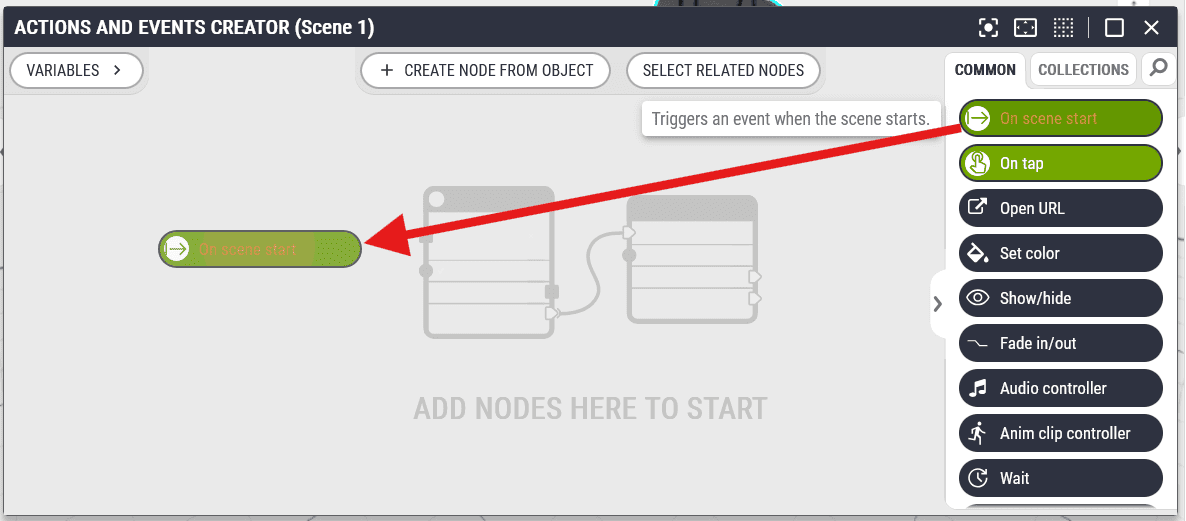 ACTIONS AND EVENTS CREATOR (Scene 1)
VARIABLES
CREATE NODE FROM OBJECT
SELECT RELATED NODES
COMMON
COLLECTIONS
Triggers an event when the scene starts.
On scene start
On tap
Open URL
On scene start
Set color
Show/hide
Fade in/out
Audio controller
ADD NODES HERE TO START
Anim clip controller
Wait